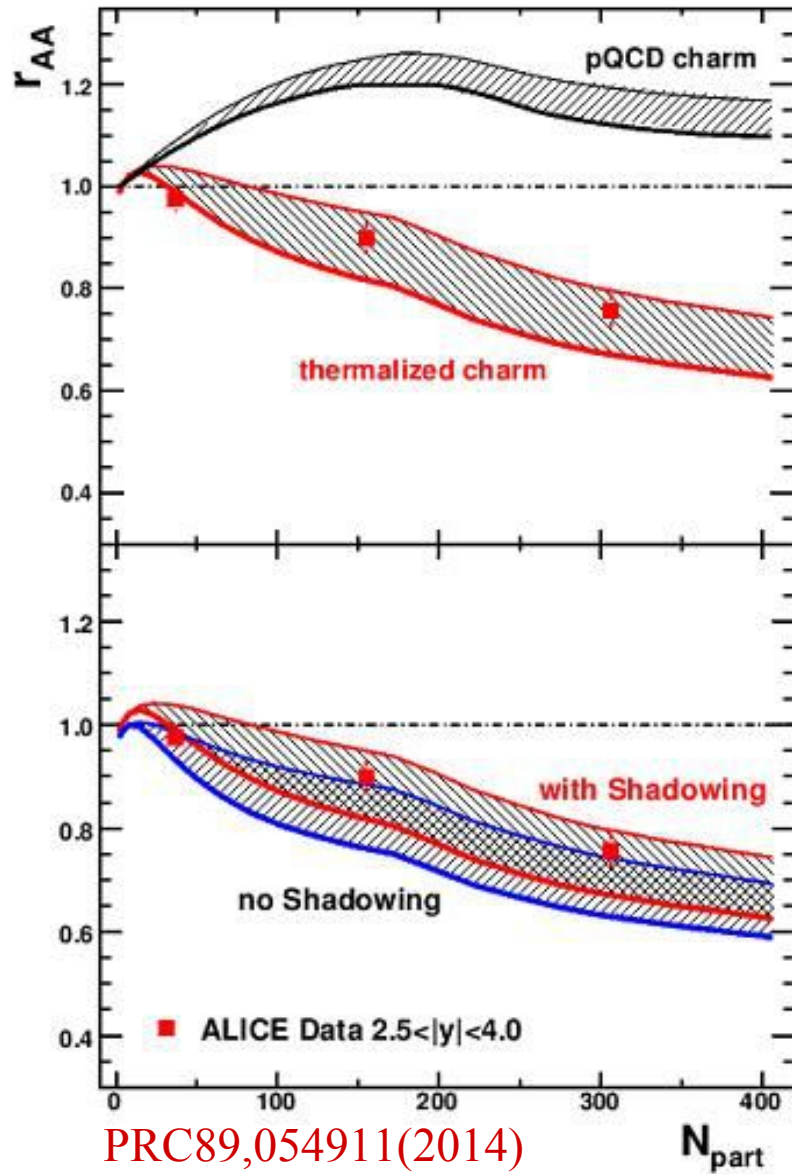 r_AA
pQCD charm
1.2
1.0
0.8
thermalized charm
0.6
0.4
1.2
1.0
with Shadowing
0.8
no Shadowing
0.6
ALICE Data 2.5<|y|<4.0
0.4
0 100 200 300 400
PRC89,054911(2014)
N_part